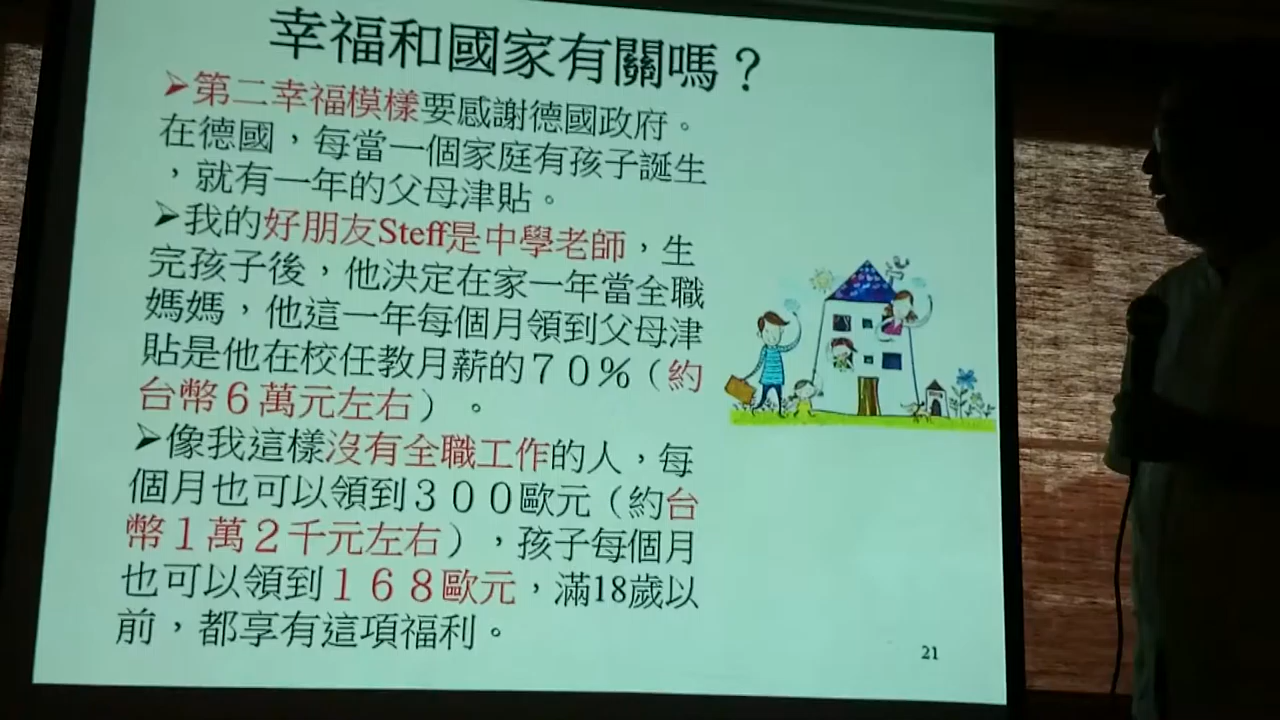 幸福和國家有關嗎？
➢第二幸福模樣要感謝德國政府。
在德國，每當一個家庭有孩子誕生
，就有一年的父母津貼。
➢我的好朋友Steff是中學老師，生
完孩子後，他決定在家一年當全職
媽媽，他這一年每個月領到父母津
貼是他在校任教月薪的７０%（約
台幣６萬元左右）。
➢像我這樣沒有全職工作的人，每
個月也可以領到３００歐元（約台
幣１萬２千元左右），孩子每個月
也可以領到１６８歐元，滿18歲以
前，都享有這項福利。
21